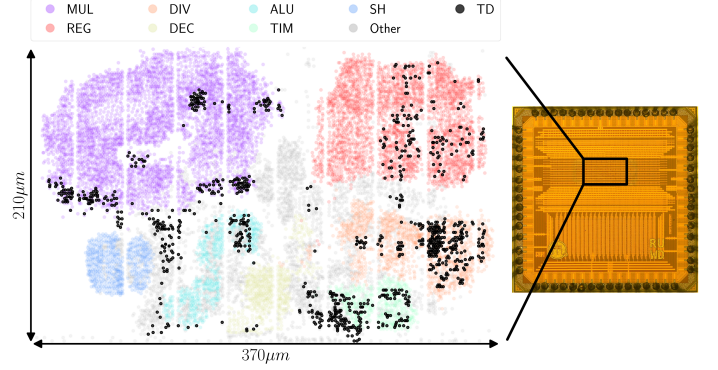 MUL DIV ALU SH TD
REG DEC TIM Other
210μm
370μm